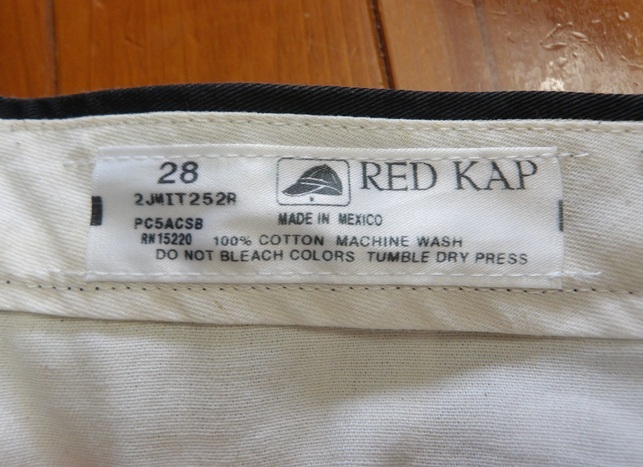 28 RED KAP
2JMIT252R
PC5ACSB MADE IN MEXICO
RN15220 100% COTTON MACHINE WASH
DO NOT BLEACH COLORS TUMBLE DRY PRESS